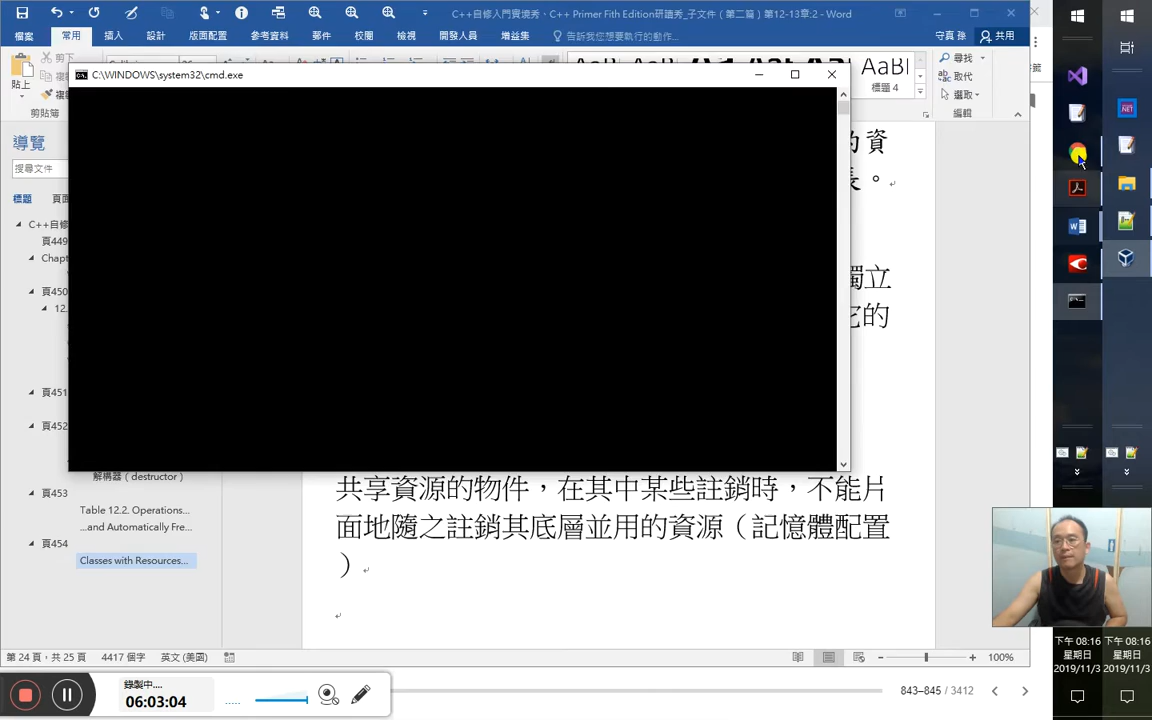 C++自修入門實境秀、C++ Primer Fith Edition研讀秀_子文件（第二篇）第12-13章:2 - Word
檔案 常用 插入 設計 版面配置 參考資料 郵件 校閱 檢視 開發人員 增益集 告訴我您想要執行的動作... 守真 孫 共用
貼上 剪下
剪貼簿
AaBl
標題 4
尋找
取代
選取
編輯
C:\WINDOWS\system32\cmd.exe
導覽
搜尋文件
標題 頁面
C++自修
頁449
Chapt
頁450
12.
頁451
頁452
解構器（destructor）
頁453
Table 12.2. Operations...
...and Automatically Fre...
頁454
Classes with Resources...
的資
長。
獨立
它的
共享資源的物件，在其中某些註銷時，不能片
面地隨之註銷其底層並用的資源（記憶體配置
）
第 24 頁，共 25 頁 4417 個字 英文 (美國) 100%
錄製中....
06:03:04
843–845 / 3412
.NET
下午 08:16
星期日
2019/11/3
下午 08:16
星期日
2019/11/3